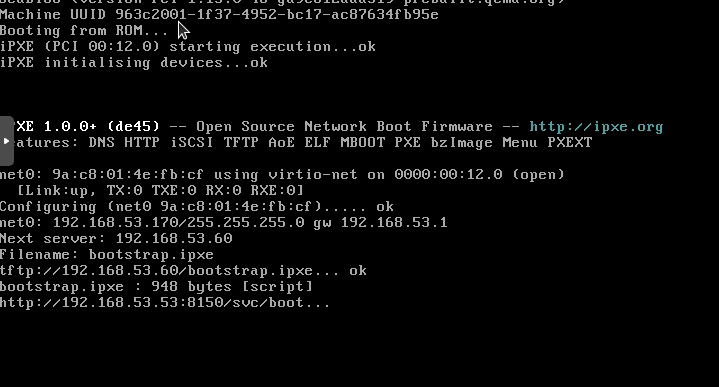 Machine UUID 963c2001-1f37-4952-bc17-ac87634fb95e
Booting from ROM...
iPXE (PCI 00:12.0) starting execution...ok
iPXE initialising devices...ok
PXE 1.0.0+ (de45) -- Open Source Network Boot Firmware -- http://ipxe.org
eatures: DNS HTTP iSCSI TFTP AoE ELF MBOOT PXE bzImage Menu PXEXT
net0: 9a:c8:01:4e:fb:cf using virtio-net on 0000:00:12.0 (open)
[Link:up, TX:0 TXE:0 RX:0 RXE:0]
Configuring (net0 9a:c8:01:4e:fb:cf)..... ok
net0: 192.168.53.170/255.255.255.0 gw 192.168.53.1
Next server: 192.168.53.60
Filename: bootstrap.ipxe
tftp://192.168.53.60/bootstrap.ipxe... ok
bootstrap.ipxe : 948 bytes [script]
http://192.168.53.53:8150/svc/boot...